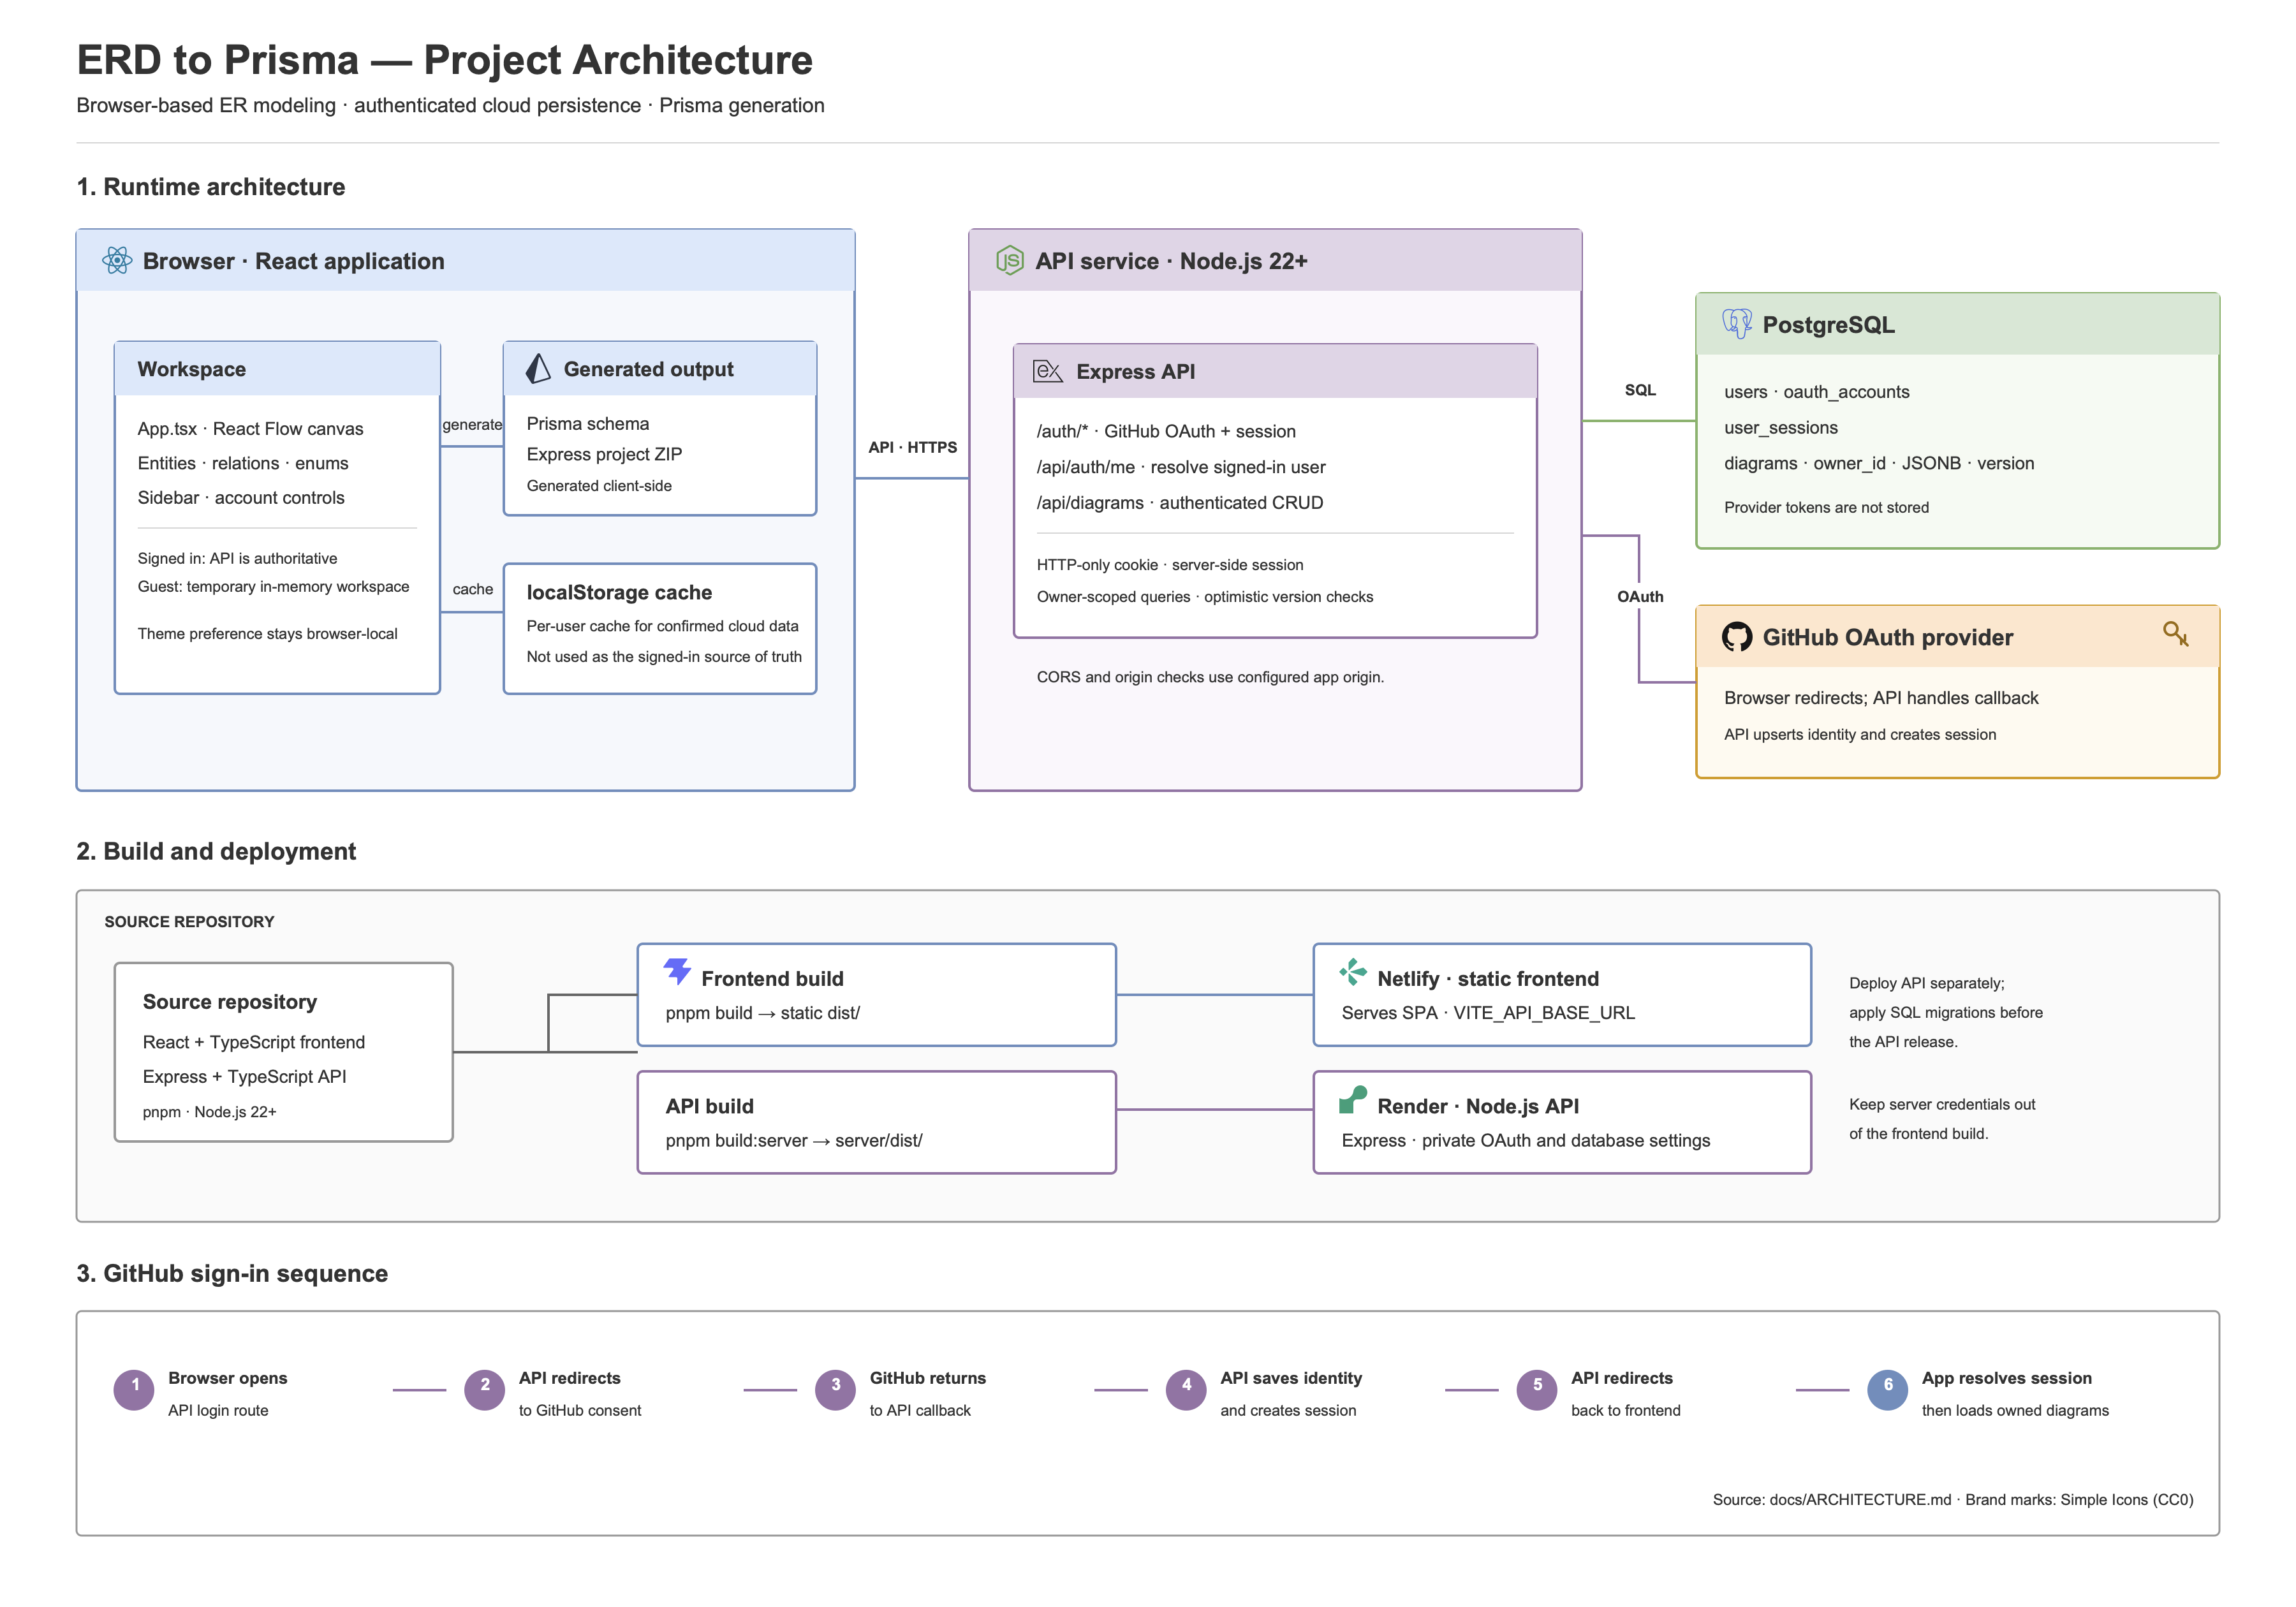 ERD to Prisma — Project Architecture
Browser-based ER modeling · authenticated cloud persistence · Prisma generation
1. Runtime architecture
Browser · React application
Workspace
App.tsx · React Flow canvas
Entities · relations · enums
Sidebar · account controls
Signed in: API is authoritative
Guest: temporary in-memory workspace
Theme preference stays browser-local
generate
cache
Generated output
Prisma schema
Express project ZIP
Generated client-side
localStorage cache
Per-user cache for confirmed cloud data
Not used as the signed-in source of truth
API · HTTPS
API service · Node.js 22+
Express API
/auth/* · GitHub OAuth + session
/api/auth/me · resolve signed-in user
/api/diagrams · authenticated CRUD
HTTP-only cookie · server-side session
Owner-scoped queries · optimistic version checks
CORS and origin checks use configured app origin.
SQL
OAuth
PostgreSQL
users · oauth_accounts
user_sessions
diagrams · owner_id · JSONB · version
Provider tokens are not stored
GitHub OAuth provider
Browser redirects; API handles callback
API upserts identity and creates session
2. Build and deployment
SOURCE REPOSITORY
Source repository
React + TypeScript frontend
Express + TypeScript API
pnpm · Node.js 22+
Frontend build
pnpm build → static dist/
API build
pnpm build:server → server/dist/
Netlify · static frontend
Serves SPA · VITE_API_BASE_URL
Render · Node.js API
Express · private OAuth and database settings
Deploy API separately;
apply SQL migrations before
the API release.
Keep server credentials out
of the frontend build.
3. GitHub sign-in sequence
1
Browser opens
API login route
2
API redirects
to GitHub consent
3
GitHub returns
to API callback
4
API saves identity
and creates session
5
API redirects
back to frontend
6
App resolves session
then loads owned diagrams
Source: docs/ARCHITECTURE.md · Brand marks: Simple Icons (CC0)